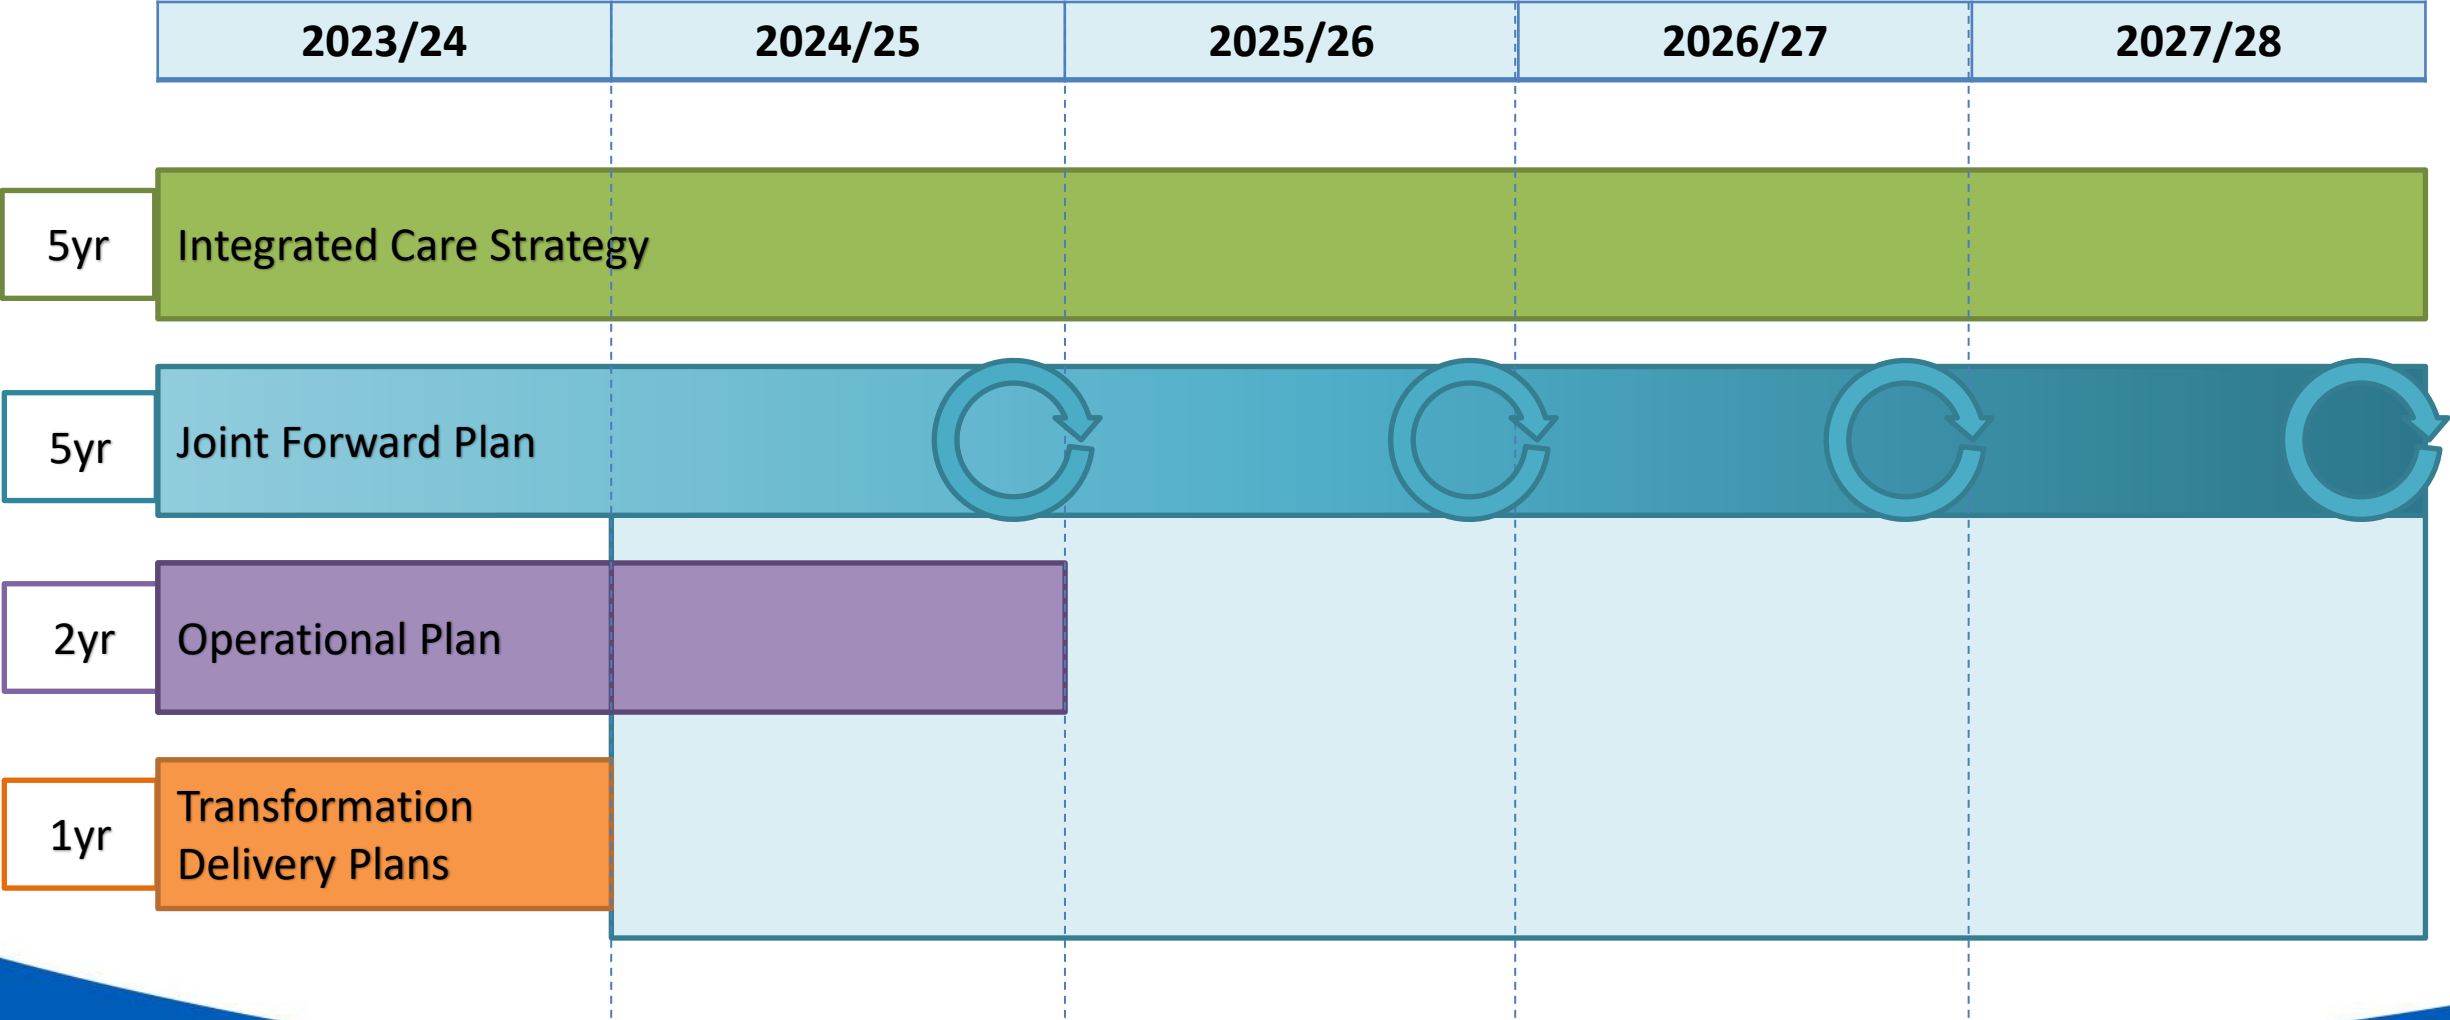 2023/24 2024/25 2025/26 2026/27 2027/28
5yr Integrated Care Strategy
5yr Joint Forward Plan
2yr Operational Plan
1yr Transformation
Delivery Plans